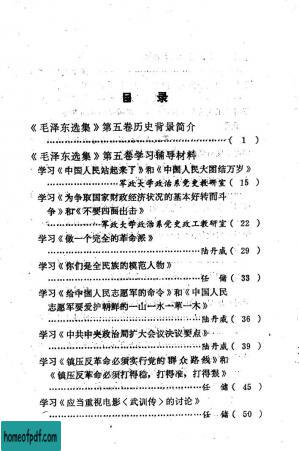 目 录
《毛泽东选集》第五卷历史背景简介
……………………………………( 1 )
《毛泽东选集》第五卷学习辅导材料
学习《中国人民站起来了》和《中国人民大团结万岁》
………………军政大学政治系党史教研室( 15 )
学习《为争取国家财政经济状况的基本好转而斗
争》和《不要四面出击》
………………军政大学政治系党史政工教研室( 22 )
学习《做一个完全的革命派》
……………………………………陆丹成( 29 )
学习《你们是全民族的模范人物》
……………………………………任 储( 33 )
学习《给中国人民志愿军的命令》和《中国人民
志愿军要爱护朝鲜的一山一水一草一木》
……………………………………陆丹成( 36 )
学习《中共中央政治局扩大会议决议要点》
……………………………………陆丹成( 39 )
学习《镇压反革命必须实行党的群众路线》和
《镇压反革命必须打得稳，打得准，打得狠》
……………………………………任 储( 45 )
学习《应当重视电影〈武训传〉的讨论》
……………………………………任 储( 50 )
homeofpdf.com
homeofpdf.com